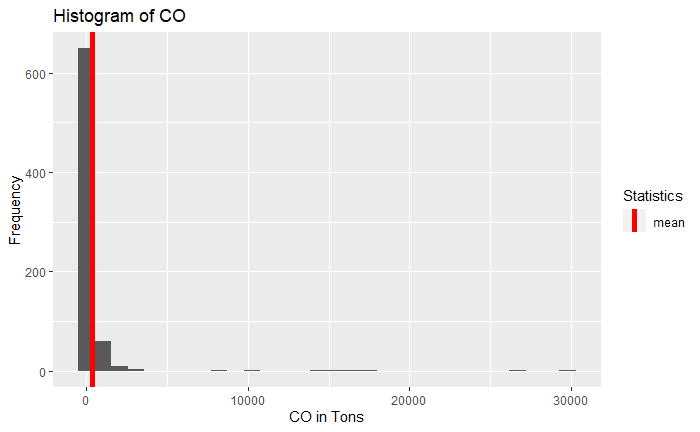 Histogram of CO
600
400
200
0
Frequency
0 10000 20000 30000
CO in Tons
Statistics
mean